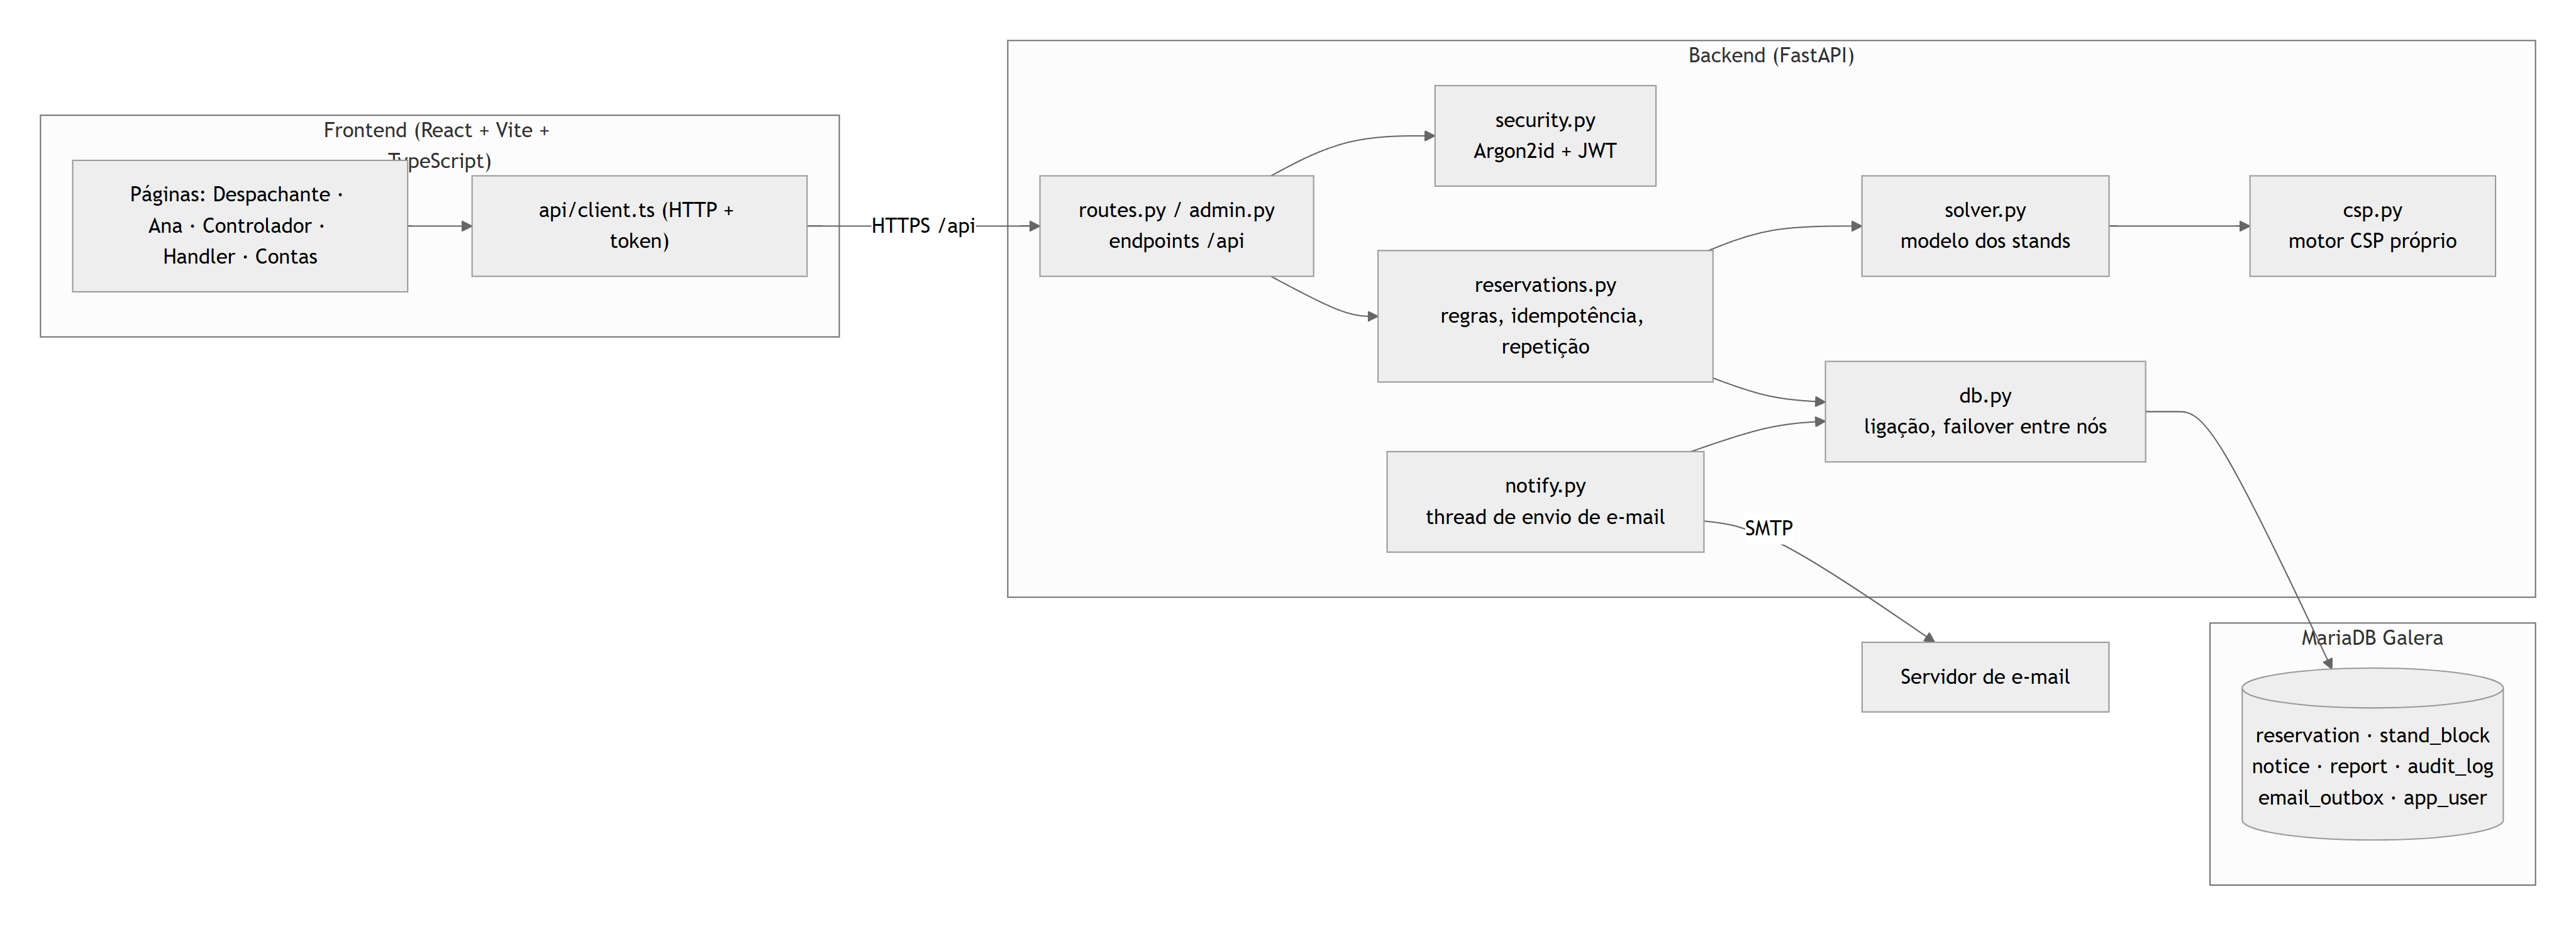 Frontend (React + Vite +
TypeScript)
Páginas: Despachante ·
Ana · Controlador ·
Handler · Contas
api/client.ts (HTTP +
token)
HTTPS /api
Backend (FastAPI)
routes.py / admin.py
endpoints /api
security.py
Argon2id + JWT
reservations.py
regras, idempotência,
repetição
solver.py
modelo dos stands
csp.py
motor CSP próprio
db.py
ligação, failover entre nós
notify.py
thread de envio de e-mail
SMTP
Servidor de e-mail
MariaDB Galera
reservation · stand_block
notice · report · audit_log
email_outbox · app_user